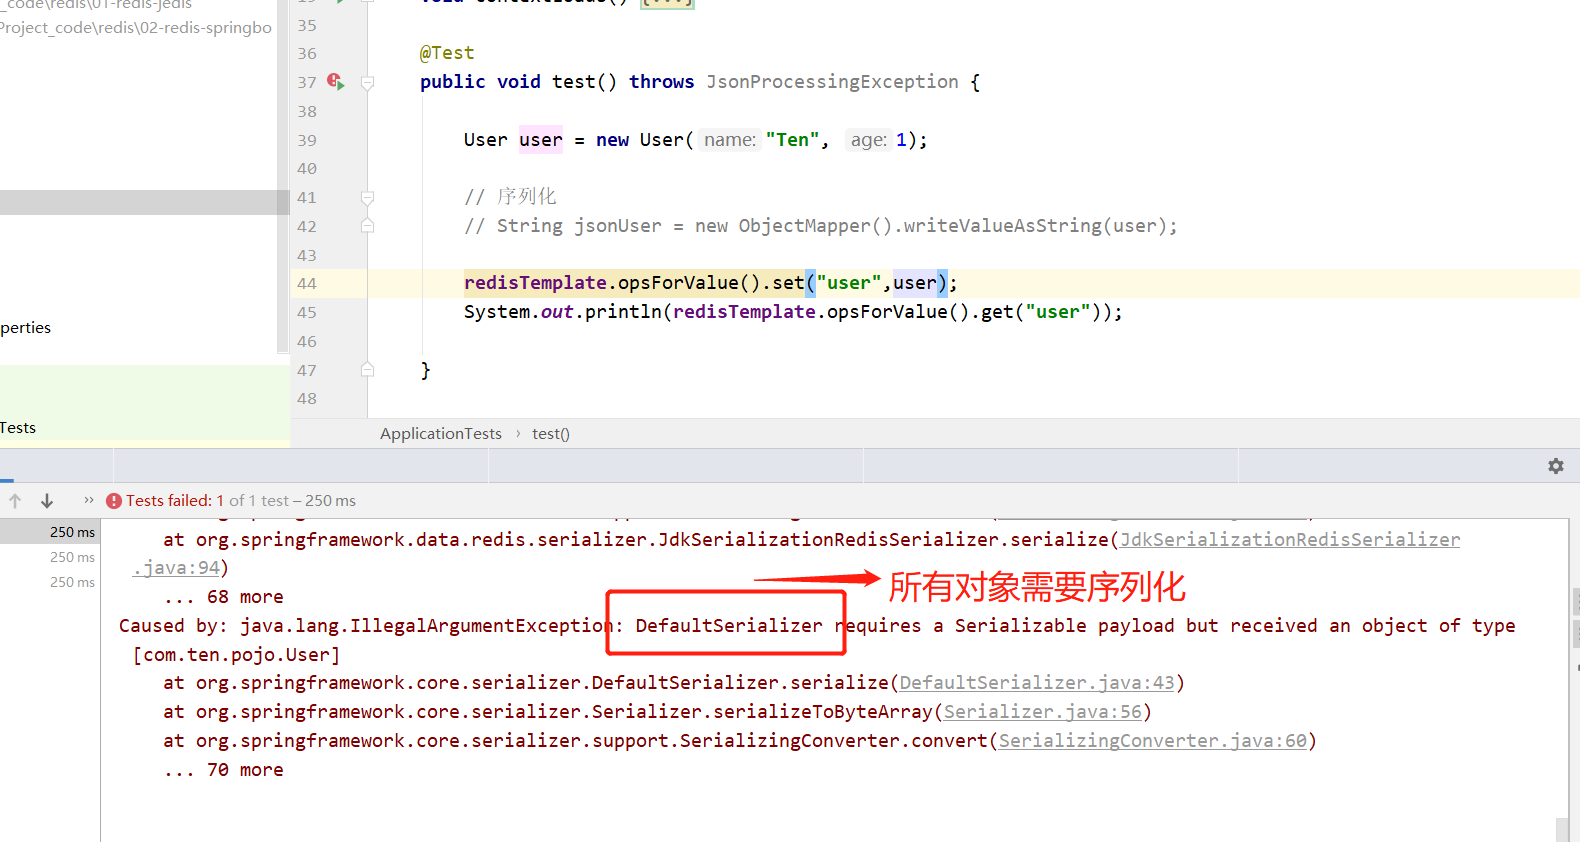 _code\redis\01-redis-jedis
Project_code\redis\02-redis-springbo
perties
Tests
35
36 @Test
37 public void test() throws JsonProcessingException {
38
39 User user = new User( name: "Ten", age: 1);
40
41 // 序列化
42 // String jsonUser = new ObjectMapper().writeValueAsString(user);
43
44 redisTemplate.opsForValue().set("user",user);
45 System.out.println(redisTemplate.opsForValue().get("user"));
46
47 }
48
ApplicationTests › test()
» Tests failed: 1 of 1 test – 250 ms
250 ms
250 ms
250 ms
at org.springframework.data.redis.serializer.JdkSerializationRedisSerializer.serialize(JdkSerializationRedisSerializer
.java:94)
... 68 more
所有对象需要序列化
Caused by: java.lang.IllegalArgumentException: DefaultSerializer requires a Serializable payload but received an object of type
[com.ten.pojo.User]
at org.springframework.core.serializer.DefaultSerializer.serialize(DefaultSerializer.java:43)
at org.springframework.core.serializer.Serializer.serializeToByteArray(Serializer.java:56)
at org.springframework.core.serializer.support.SerializingConverter.convert(SerializingConverter.java:60)
... 70 more